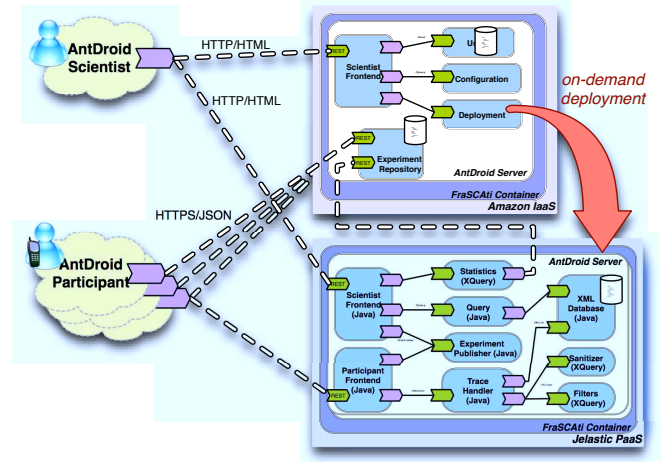 AntDroid
Scientist
HTTP/HTML
HTTP/HTML
REST
Scientist
Frontend
Configuration
Deployment
REST
REST
Experiment
Repository
AntDroid Server
FraSCAti Container
Amazon IaaS
on-demand
deployment
HTTPS/JSON
AntDroid
Participant
AntDroid Server
REST
Scientist
Frontend
(Java)
Statistics
(XQuery)
Query
(Java)
XML
Database
(Java)
Experiment
Publisher (Java)
REST
Participant
Frontend
(Java)
Trace
Handler
(Java)
Sanitizer
(XQuery)
Filters
(XQuery)
FraSCAti Container
Jelastic PaaS